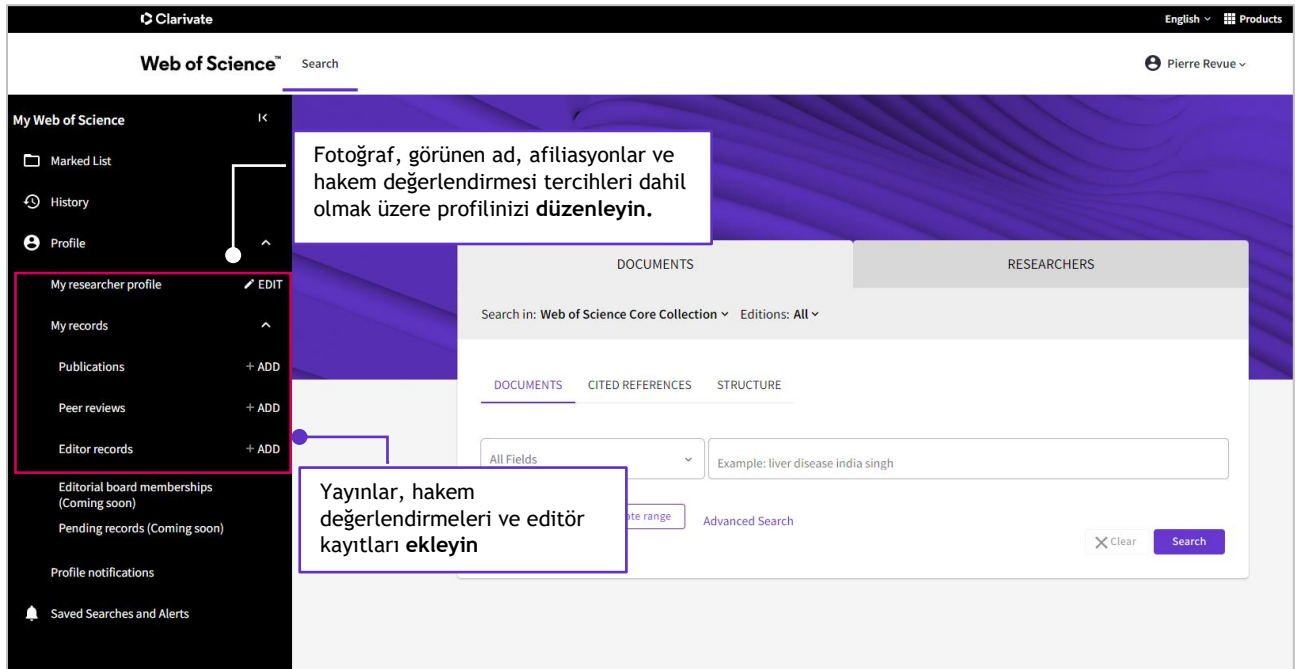 Clarivate
English
Products
Web of Science™
Search
Pierre Revue
My Web of Science
Marked List
History
Profile
My researcher profile
EDIT
My records
Publications
+ ADD
Peer reviews
+ ADD
Editor records
+ ADD
Editorial board memberships
(Coming soon)
Pending records (Coming soon)
Profile notifications
Saved Searches and Alerts
Fotoğraf, görünen ad, afiliasyonlar ve
hakem değerlendirmesi tercihleri dahil
olmak üzere profilinizi düzenleyin.
DOCUMENTS
RESEARCHERS
Search in: Web of Science Core Collection
Editions: All
DOCUMENTS
CITED REFERENCES
STRUCTURE
All Fields
Example: liver disease india singh
Yayınlar, hakem
değerlendirmeleri ve editör
kayıtları ekleyin
range
Advanced Search
Clear
Search